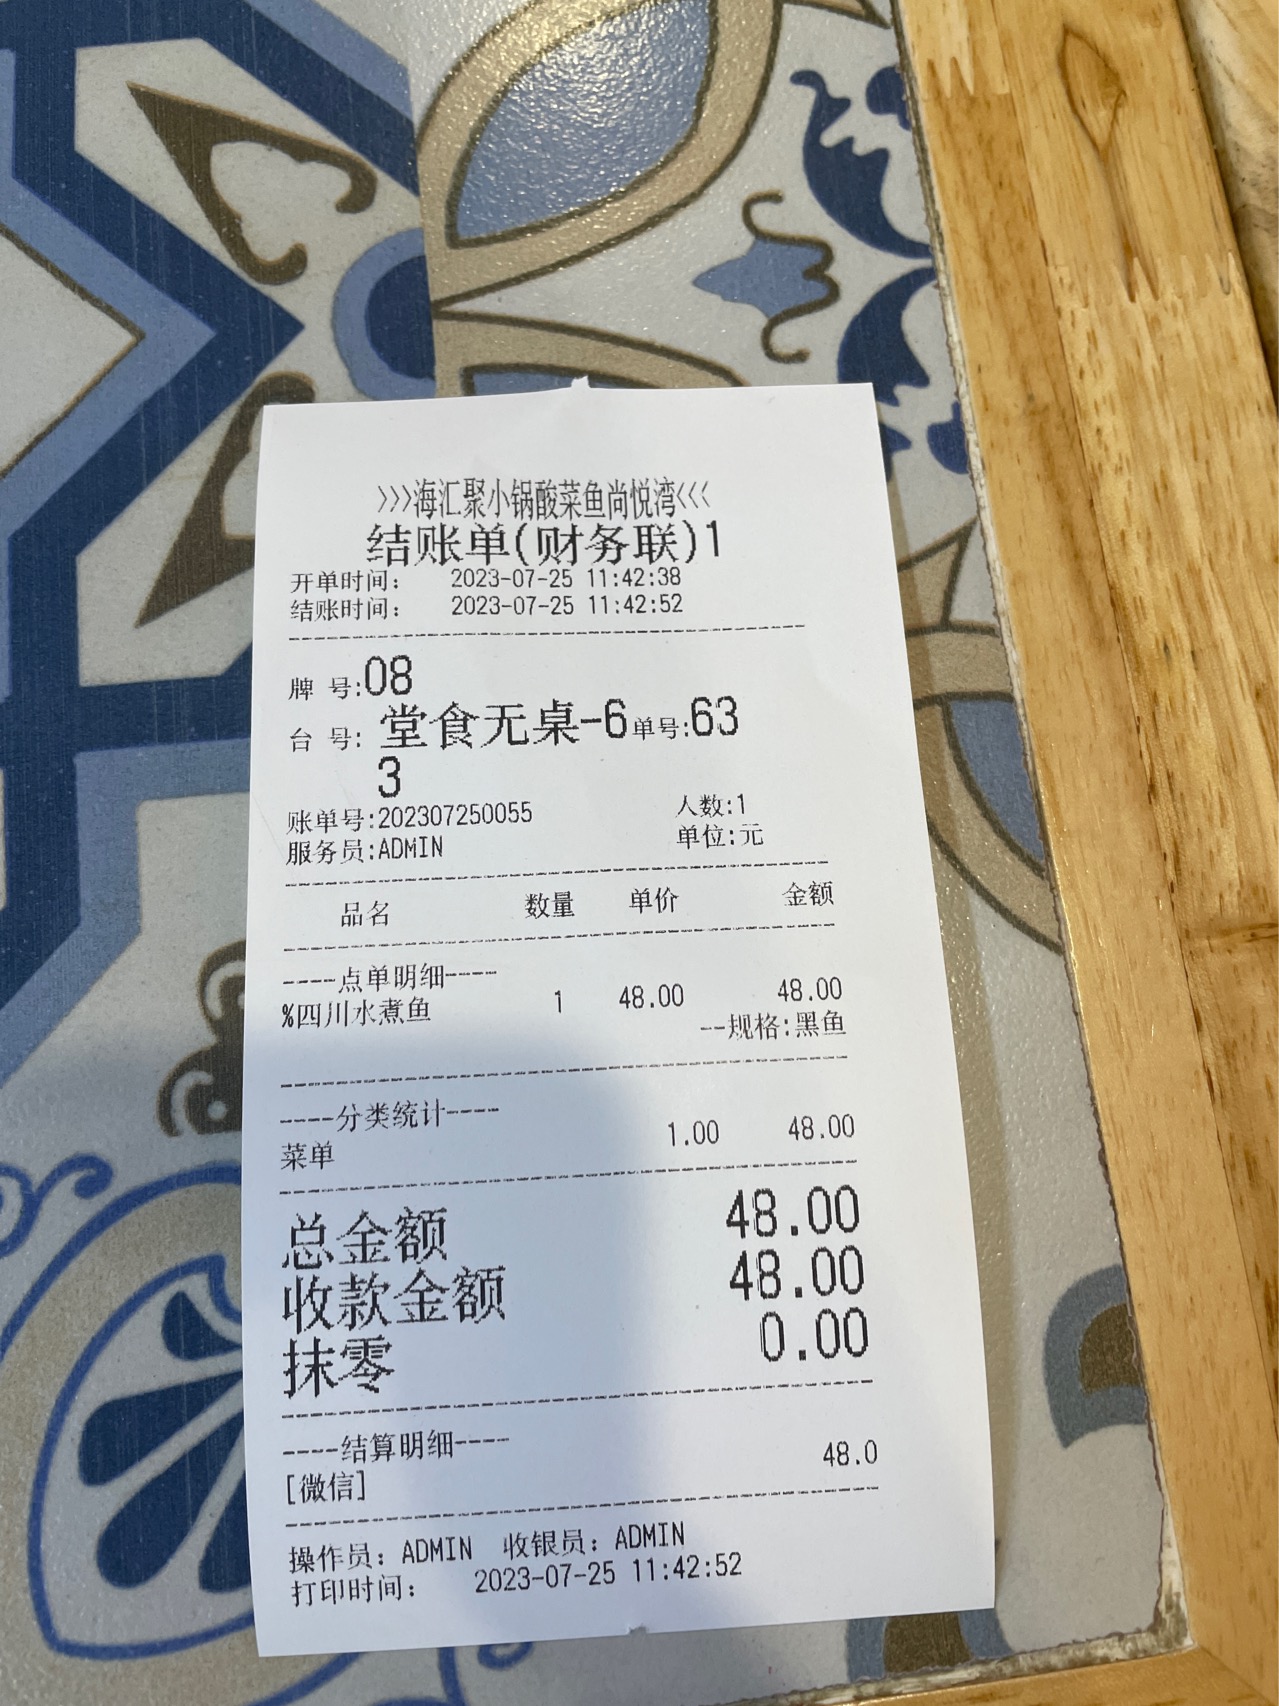 >>>海汇聚小锅酸菜鱼尚悦湾<<<
结账单(财务联)1
开单时间： 2023-07-25 11:42:38
结账时间： 2023-07-25 11:42:52
牌 号:08
台 号: 堂食无桌-6 单号:63
3
账单号:202307250055 人数:1
服务员:ADMIN 单位:元
品名 数量 单价 金额
----点单明细----
%四川水煮鱼 1 48.00 48.00
--规格:黑鱼
----分类统计----
菜单 1.00 48.00
总金额 48.00
收款金额 48.00
抹零 0.00
----结算明细----
[微信] 48.0
操作员: ADMIN 收银员: ADMIN
打印时间： 2023-07-25 11:42:52